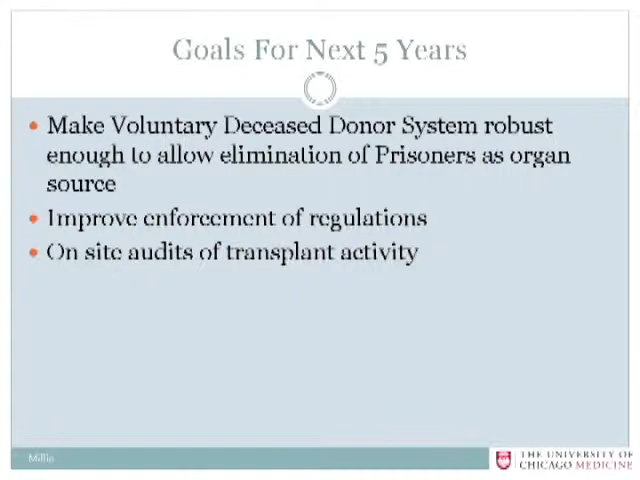 Goals For Next 5 Years
• Make Voluntary Deceased Donor System robust
enough to allow elimination of Prisoners as organ
source
• Improve enforcement of regulations
• On site audits of transplant activity
Millis
THE UNIVERSITY OF
CHICAGO MEDICINE